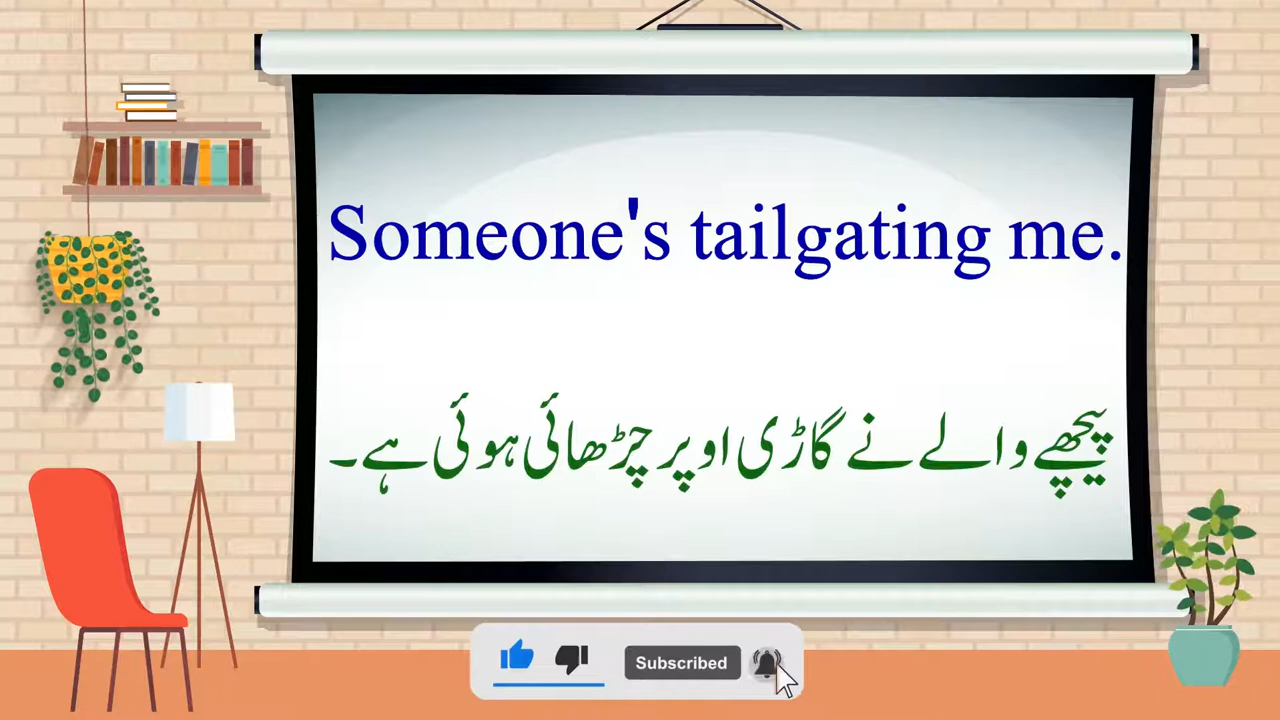 Someone's tailgating me.
پیچھے والے نے گاڑی اوپر چڑھائی ہوئی ہے۔
Subscribed